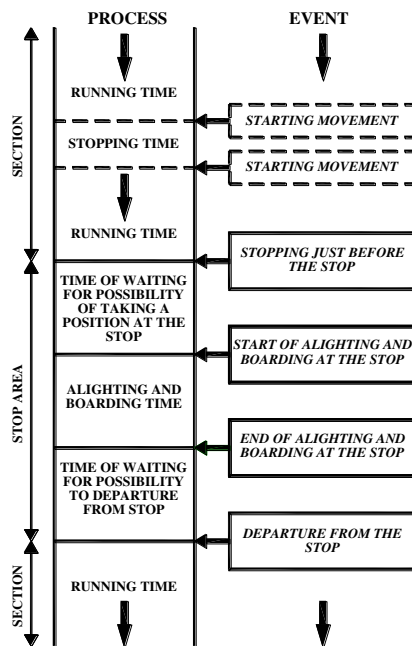 PROCESS
EVENT
SECTION
RUNNING TIME
STARTING MOVEMENT
STOPPING TIME
STARTING MOVEMENT
RUNNING TIME
STOPPING JUST BEFORE
THE STOP
STOP AREA
TIME OF WAITING
FOR POSSIBILITY
OF TAKING A
POSITION AT THE
STOP
START OF ALIGHTING AND
BOARDING AT THE STOP
ALIGHTING AND
BOARDING TIME
END OF ALIGHTING AND
BOARDING AT THE STOP
TIME OF WAITING
FOR POSSIBILITY
TO DEPARTURE
FROM STOP
DEPARTURE FROM THE
STOP
SECTION
RUNNING TIME